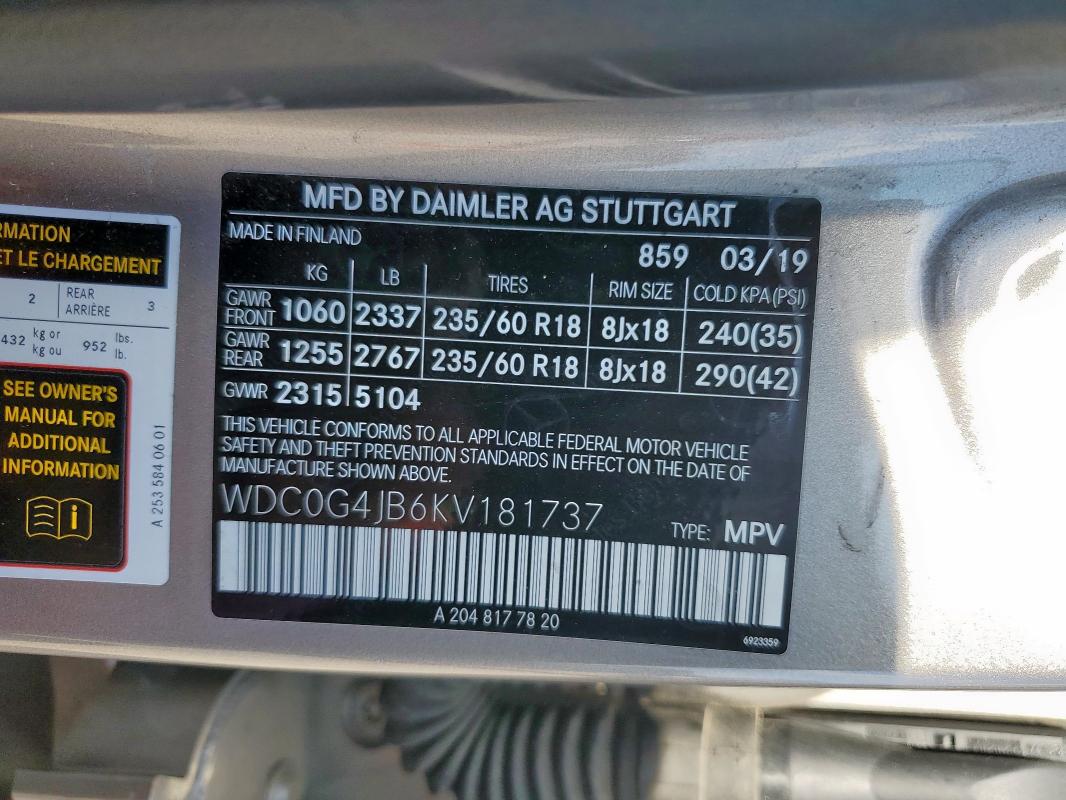 RMATION
ET LE CHARGEMENT
2 REAR ARRIÈRE 3
432 kg or kg ou 952 lbs. lb.
SEE OWNER'S
MANUAL FOR
ADDITIONAL
INFORMATION
i
A 253 584 06 01
MFD BY DAIMLER AG STUTTGART
MADE IN FINLAND
859 03/19
KG LB TIRES RIM SIZE COLD KPA(PSI)
GAWR FRONT 1060 2337 235/60 R18 8Jx18 240(35)
GAWR REAR 1255 2767 235/60 R18 8Jx18 290(42)
GVWR 2315 5104
THIS VEHICLE CONFORMS TO ALL APPLICABLE FEDERAL MOTOR VEHICLE
SAFETY AND THEFT PREVENTION STANDARDS IN EFFECT ON THE DATE OF
MANUFACTURE SHOWN ABOVE.
WDC0G4JB6KV181737
TYPE: MPV
A 204 817 78 20
6923359